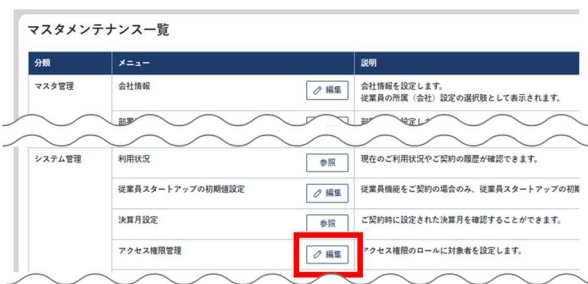 マスタメンテナンス一覧
分類 メニュー 説明
マスタ管理 会社情報 編集 会社情報を設定します。
従業員の所属（会社）設定の選択肢として表示されます。
システム管理 利用状況 参照 現在のご利用状況やご契約の履歴が確認できます。
従業員スタートアップの初期値設定 編集 従業員機能をご契約の場合のみ、従業員スタートアップの初期
決算月設定 参照 ご契約時に設定された決算月を確認することができます。
アクセス権限管理 編集 アクセス権限のロールに対象者を設定します。